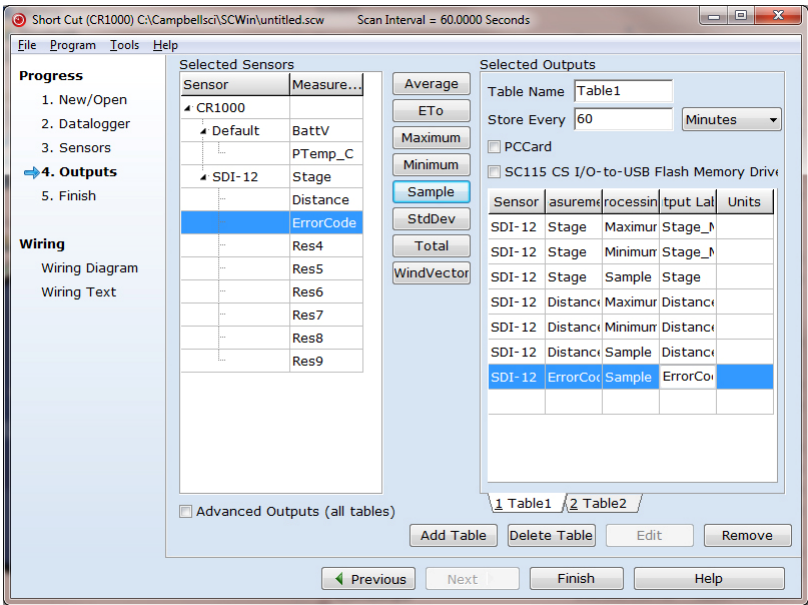 Short Cut (CR1000) C:\Campbellsci\SCWin\untitled.scw Scan Interval = 60.0000 Seconds
File Program Tools Help
Progress
1. New/Open
2. Datalogger
3. Sensors
4. Outputs
5. Finish
Wiring
Wiring Diagram
Wiring Text
Selected Sensors
Sensor Measure...
CR1000
Default BattV
PTemp_C
SDI-12 Stage
Distance
ErrorCode
Res4
Res5
Res6
Res7
Res8
Res9
Advanced Outputs (all tables)
Average
ETo
Maximum
Minimum
Sample
StdDev
Total
WindVector
Selected Outputs
Table Name Table1
Store Every 60 Minutes
PCCard
SC115 CS I/O-to-USB Flash Memory Drive
Sensor asureme rocessin tput Lab Units
SDI-12 Stage Maximur Stage_M
SDI-12 Stage Minimum Stage_M
SDI-12 Stage Sample Stage
SDI-12 Distance Maximur Distance
SDI-12 Distance Minimum Distance
SDI-12 Distance Sample Distance
SDI-12 ErrorCod Sample ErrorCo
1 Table1 2 Table2
Add Table Delete Table Edit Remove
Previous Next Finish Help